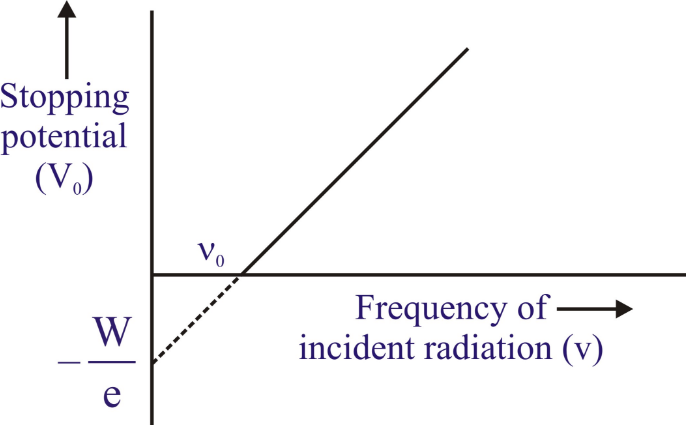 Stopping
potential
(V₀)
ν₀
Frequency of
incident radiation (v)
− W/e